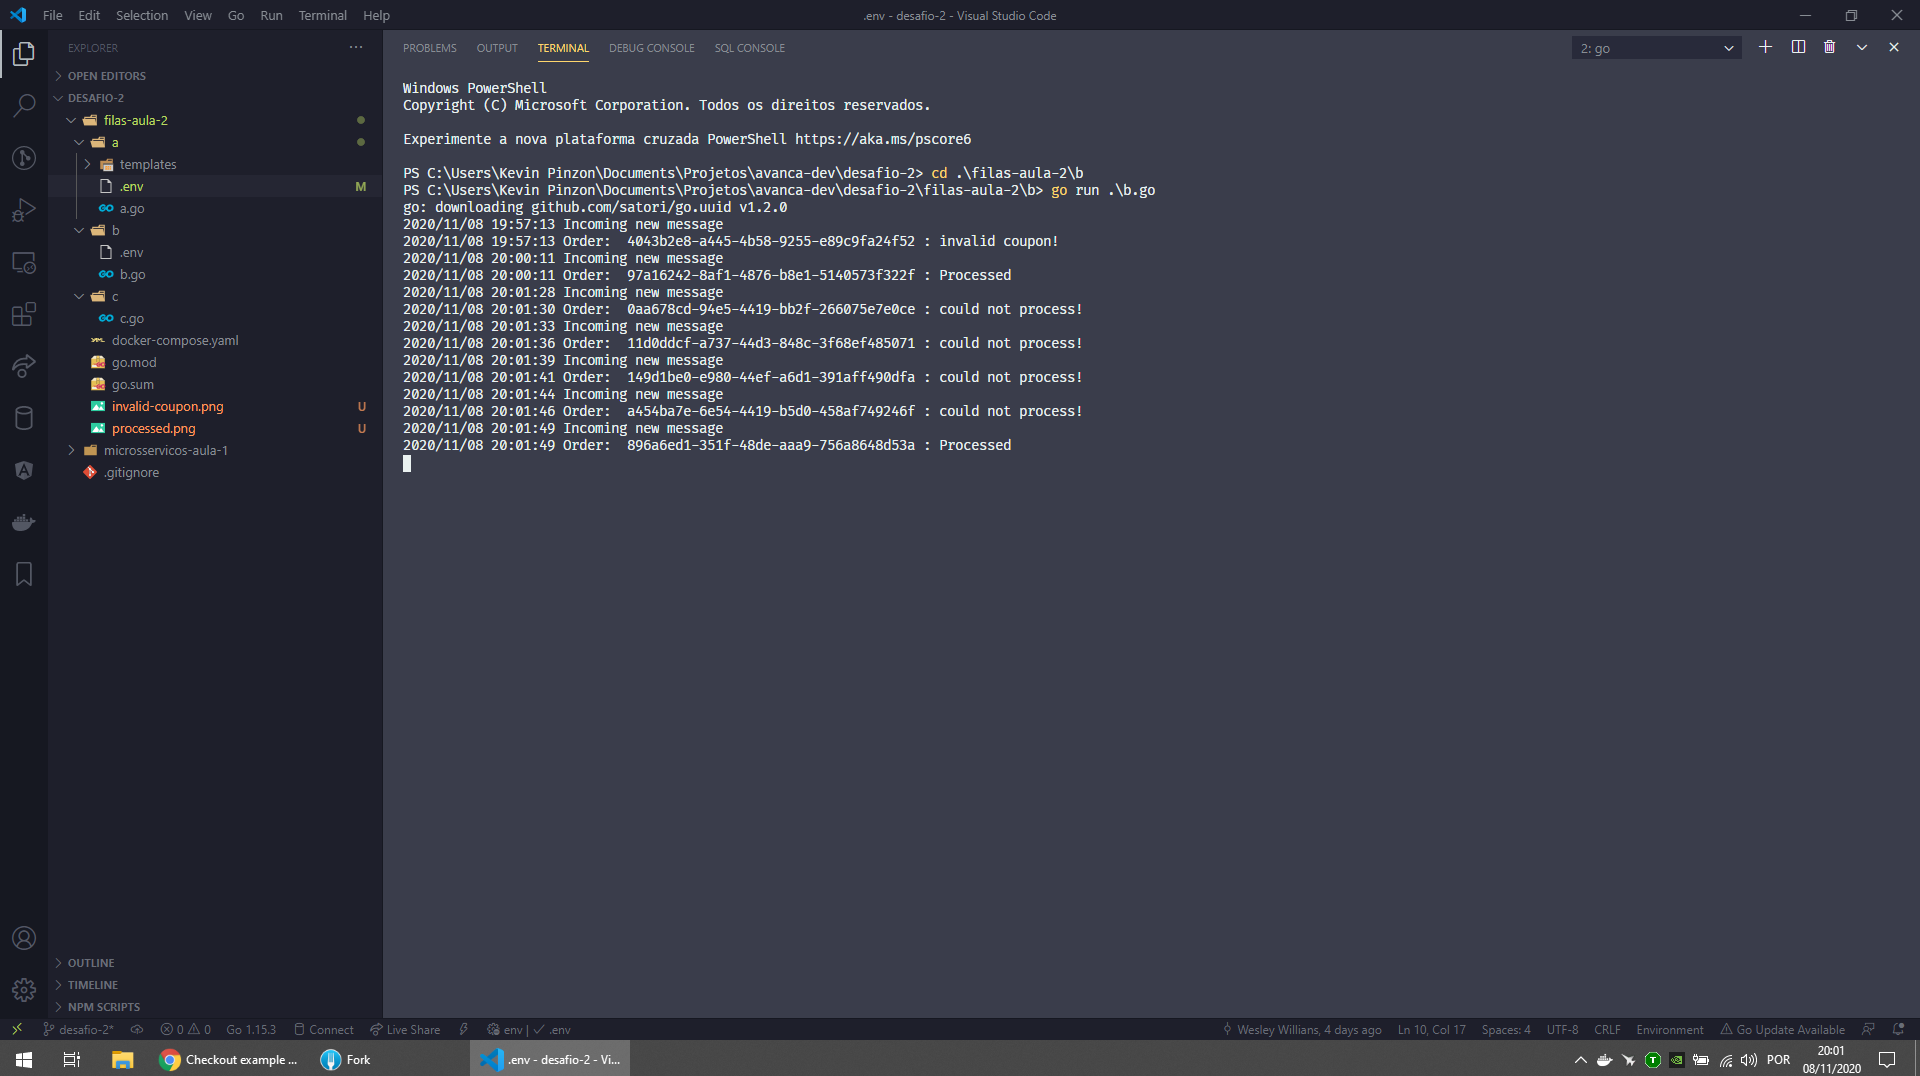 File Edit Selection View Go Run Terminal Help
.env - desafio-2 - Visual Studio Code
EXPLORER
OPEN EDITORS
DESAFIO-2
filas-aula-2
a
templates
.env M
a.go
b
.env
b.go
c
c.go
docker-compose.yaml
go.mod
go.sum
invalid-coupon.png U
processed.png U
microsservicos-aula-1
.gitignore
OUTLINE
TIMELINE
NPM SCRIPTS
PROBLEMS OUTPUT TERMINAL DEBUG CONSOLE SQL CONSOLE
2: go
Windows PowerShell
Copyright (C) Microsoft Corporation. Todos os direitos reservados.
Experimente a nova plataforma cruzada PowerShell https://aka.ms/pscore6
PS C:\Users\Kevin Pinzon\Documents\Projetos\avanca-dev\desafio-2> cd .\filas-aula-2\b
PS C:\Users\Kevin Pinzon\Documents\Projetos\avanca-dev\desafio-2\filas-aula-2\b> go run .\b.go
go: downloading github.com/satori/go.uuid v1.2.0
2020/11/08 19:57:13 Incoming new message
2020/11/08 19:57:13 Order:  4043b2e8-a445-4b58-9255-e89c9fa24f52 : invalid coupon!
2020/11/08 20:00:11 Incoming new message
2020/11/08 20:00:11 Order:  97a16242-8af1-4876-b8e1-5140573f322f : Processed
2020/11/08 20:01:28 Incoming new message
2020/11/08 20:01:30 Order:  0aa678cd-94e5-4419-bb2f-266075e7e0ce : could not process!
2020/11/08 20:01:33 Incoming new message
2020/11/08 20:01:36 Order:  11d0ddcf-a737-44d3-848c-3f68ef485071 : could not process!
2020/11/08 20:01:39 Incoming new message
2020/11/08 20:01:41 Order:  149d1be0-e980-44ef-a6d1-391aff490dfa : could not process!
2020/11/08 20:01:44 Incoming new message
2020/11/08 20:01:46 Order:  a454ba7e-6e54-4419-b5d0-458af749246f : could not process!
2020/11/08 20:01:49 Incoming new message
2020/11/08 20:01:49 Order:  896a6ed1-351f-48de-aaa9-756a8648d53a : Processed
desafio-2* 0 0 Go 1.15.3 Connect Live Share env | .env
Wesley Willians, 4 days ago Ln 10, Col 17 Spaces: 4 UTF-8 CRLF Environment Go Update Available
Checkout example ... Fork .env - desafio-2 - Vi...
POR
20:01
08/11/2020